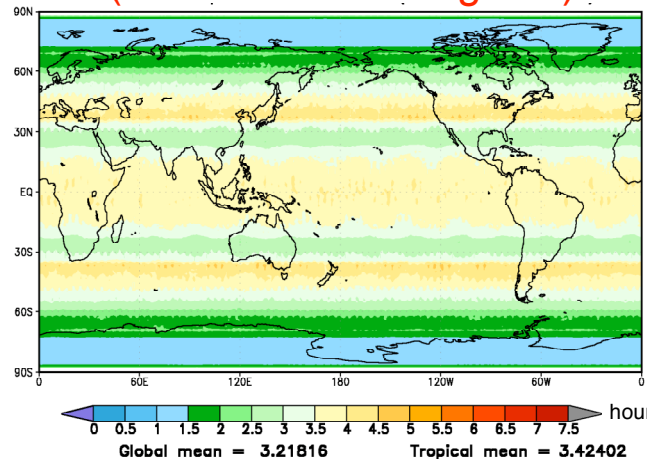 90N
60N
30N
EQ
30S
60S
90S
0 60E 120E 180 120W 60W 0
0 0.5 1 1.5 2 2.5 3 3.5 4 4.5 5 5.5 6 6.5 7 7.5 hour
Global mean = 3.21816 Tropical mean = 3.42402